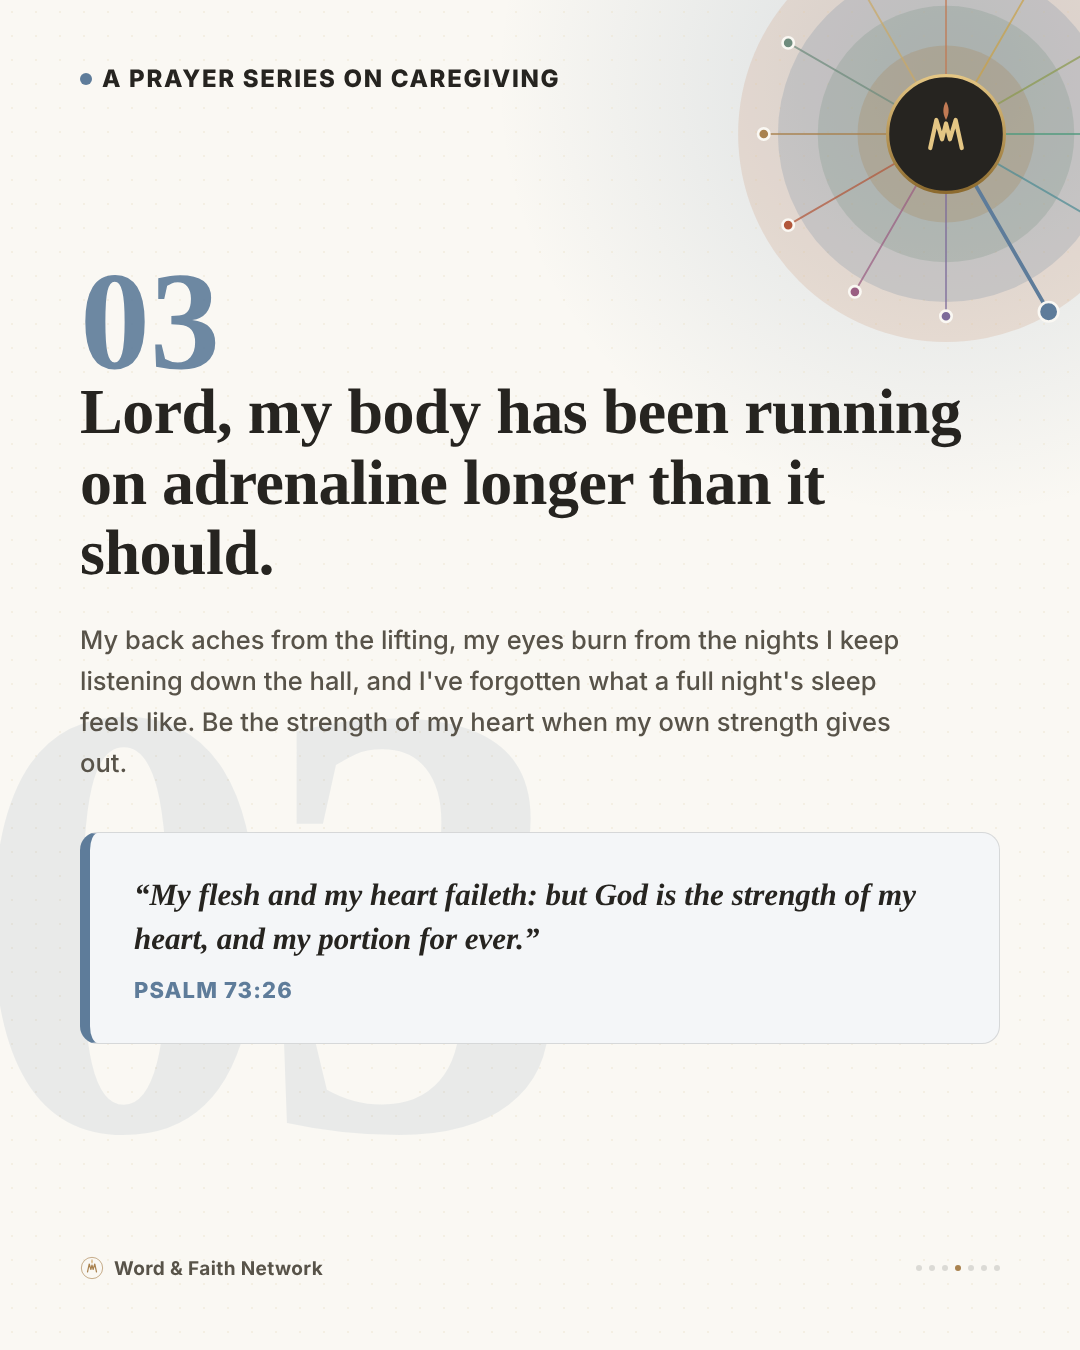 A PRAYER SERIES ON CAREGIVING
03
Lord, my body has been running
on adrenaline longer than it
should.
My back aches from the lifting, my eyes burn from the nights I keep
listening down the hall, and I've forgotten what a full night's sleep
feels like. Be the strength of my heart when my own strength gives
out.
03
“My flesh and my heart faileth: but God is the strength of my
heart, and my portion for ever.”
PSALM 73:26
Word & Faith Network